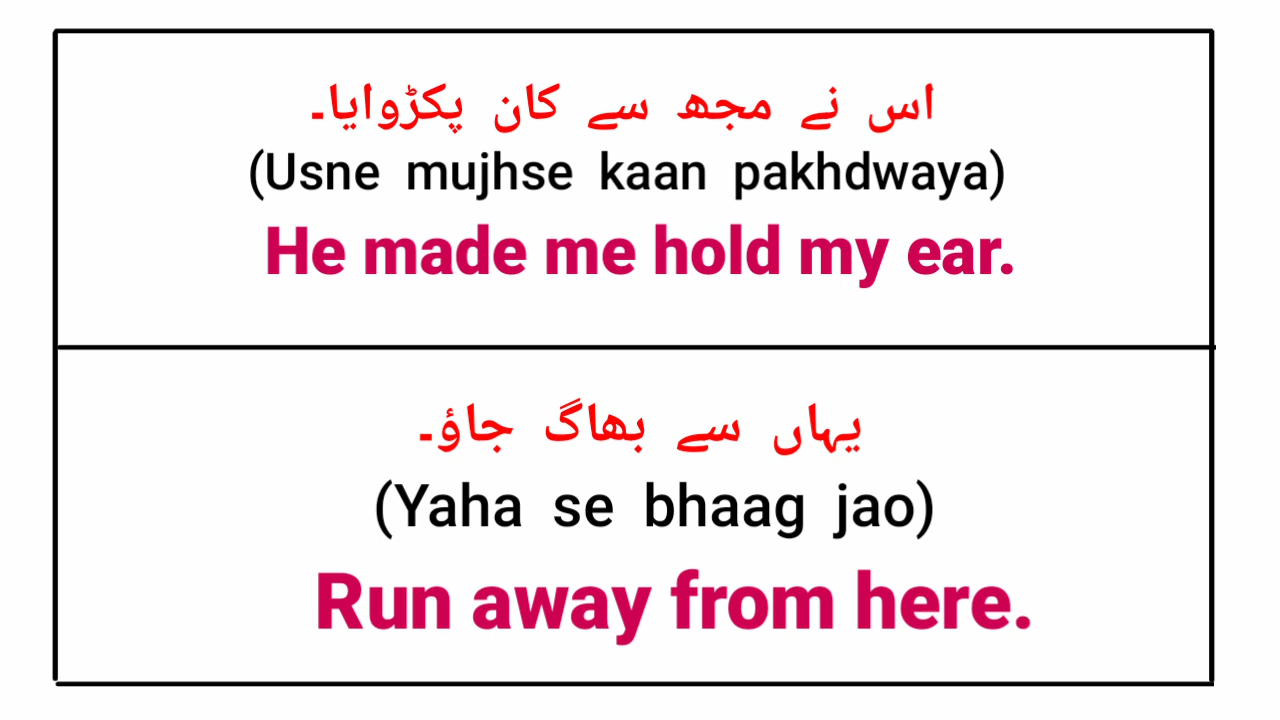 اس نے مجھ سے کان پکڑوایا۔
(Usne mujhse kaan pakhdwaya)
He made me hold my ear.
یہاں سے بھاگ جاؤ۔
(Yaha se bhaag jao)
Run away from here.